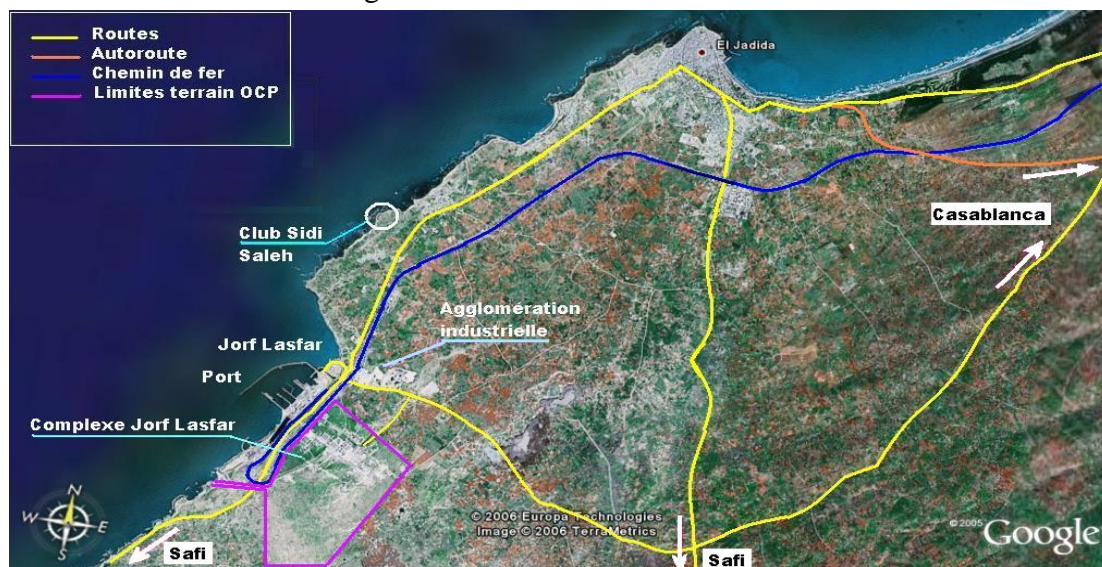 Routes
Autoroute
Chemin de fer
Limites terrain OCP
El Jadida
Club Sidi
Saleh
Casablanca
Agglomération
industrielle
Jorf Lasfar
Port
Complexe Jorf Lasfar
N
W
E
S
Safi
© 2006 Europa Technologies
Image © 2006 TerraMetrics
Safi
© 2005
Google